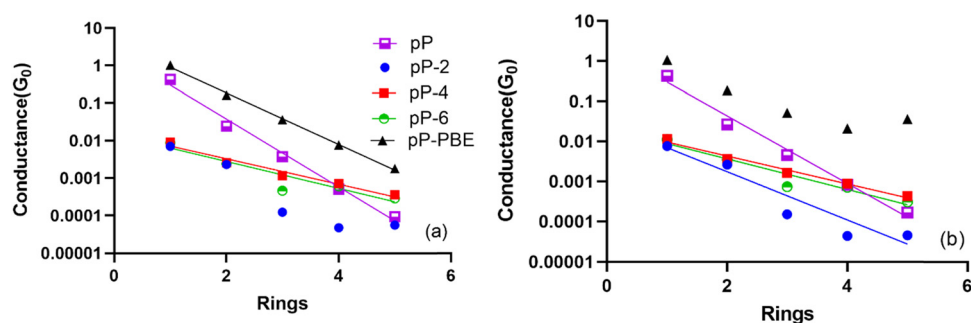 10
1
0.1
0.01
0.001
0.0001
0.00001
Conductance(G0)
0
2
4
6
Rings
(a)
pP
pP-2
pP-4
pP-6
pP-PBE
10
1
0.1
0.01
0.001
0.0001
0.00001
Conductance(G0)
0
2
4
6
Rings
(b)